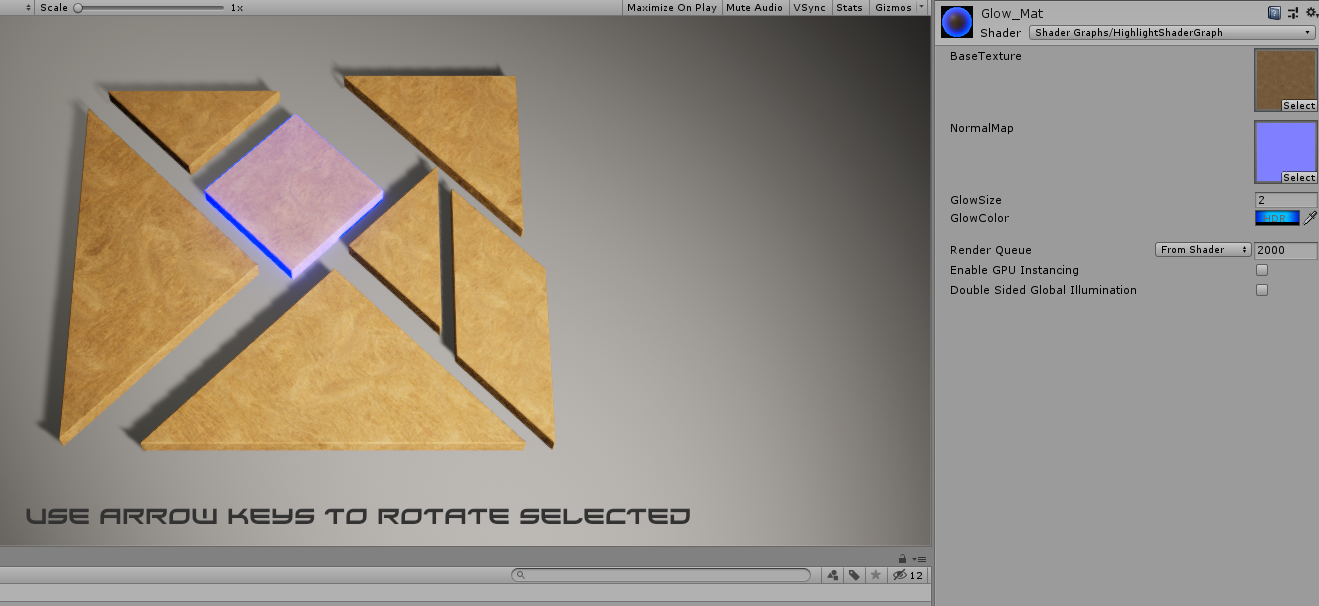 Scale 1x Maximize On Play Mute Audio VSync Stats Gizmos
USE ARROW KEYS TO ROTATE SELECTED
12
Glow_Mat
Shader Shader Graphs/HighlightShaderGraph
BaseTexture
Select
NormalMap
Select
GlowSize 2
GlowColor HDR
Render Queue From Shader 2000
Enable GPU Instancing
Double Sided Global Illumination